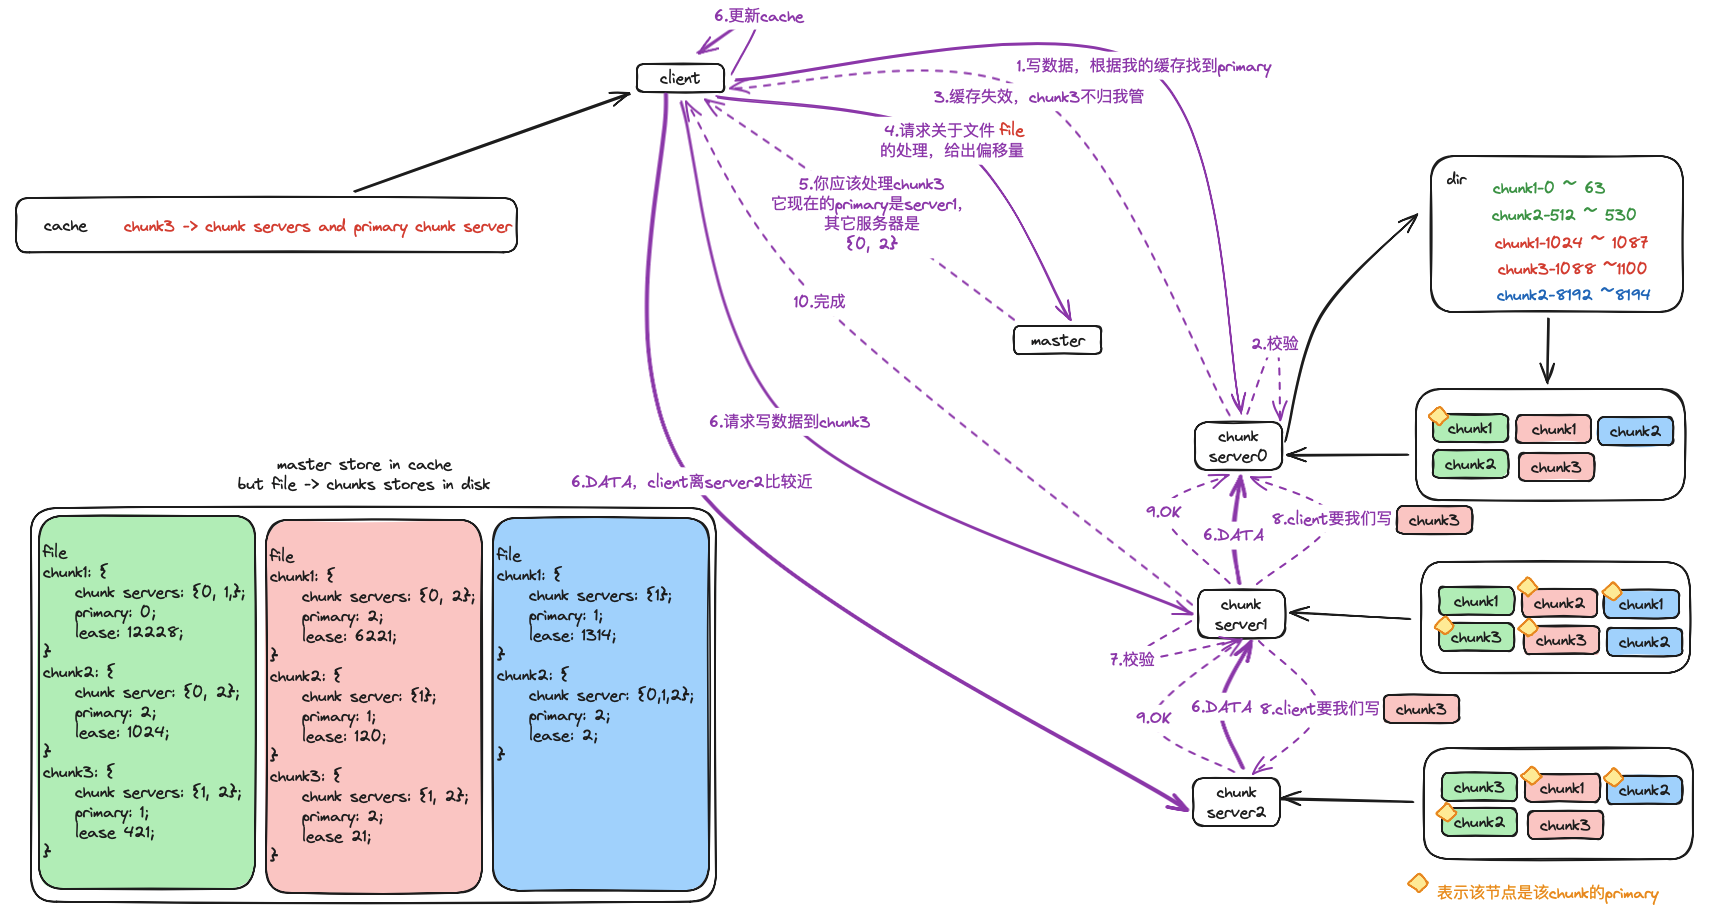 6.更新cache
client
1.写数据，根据我的缓存找到primary
3.缓存失效，chunk3不归我管
4.请求关于文件 file
的处理，给出偏移量
5.你应该处理chunk3
它现在的primary是server1，
其它服务器是
{0, 2}
cache chunk3 -> chunk servers and primary chunk server
dir
chunk1-0 ~ 63
chunk2-512 ~ 530
chunk1-1024 ~ 1087
chunk3-1088 ~1100
chunk2-8192 ~8194
10.完成
master
2.校验
6.请求写数据到chunk3
chunk
server0
chunk1 chunk1 chunk2
chunk2 chunk3
master store in cache
but file -> chunks stores in disk
6.DATA，client离server2比较近
9.OK
6.DATA
8.client要我们写 chunk3
file
chunk1: {
chunk servers: {0, 1,};
primary: 0;
lease: 12228;
}
chunk2: {
chunk server: {0, 2};
primary: 2;
lease: 1024;
}
chunk3: {
chunk servers: {1, 2};
primary: 1;
lease 421;
}
file
chunk1: {
chunk servers: {0, 2};
primary: 2;
lease: 6221;
}
chunk2: {
chunk server: {1};
primary: 1;
lease: 120;
}
chunk3: {
chunk servers: {1, 2};
primary: 2;
lease 21;
}
file
chunk1: {
chunk servers: {1};
primary: 1;
lease: 1314;
}
chunk2: {
chunk server: {0,1,2};
primary: 2;
lease: 2;
}
chunk
server1
chunk1 chunk2 chunk1
chunk3 chunk3 chunk2
7.校验
9.OK
6.DATA
8.client要我们写 chunk3
chunk
server2
chunk3 chunk1 chunk2
chunk2 chunk3
表示该节点是该chunk的primary